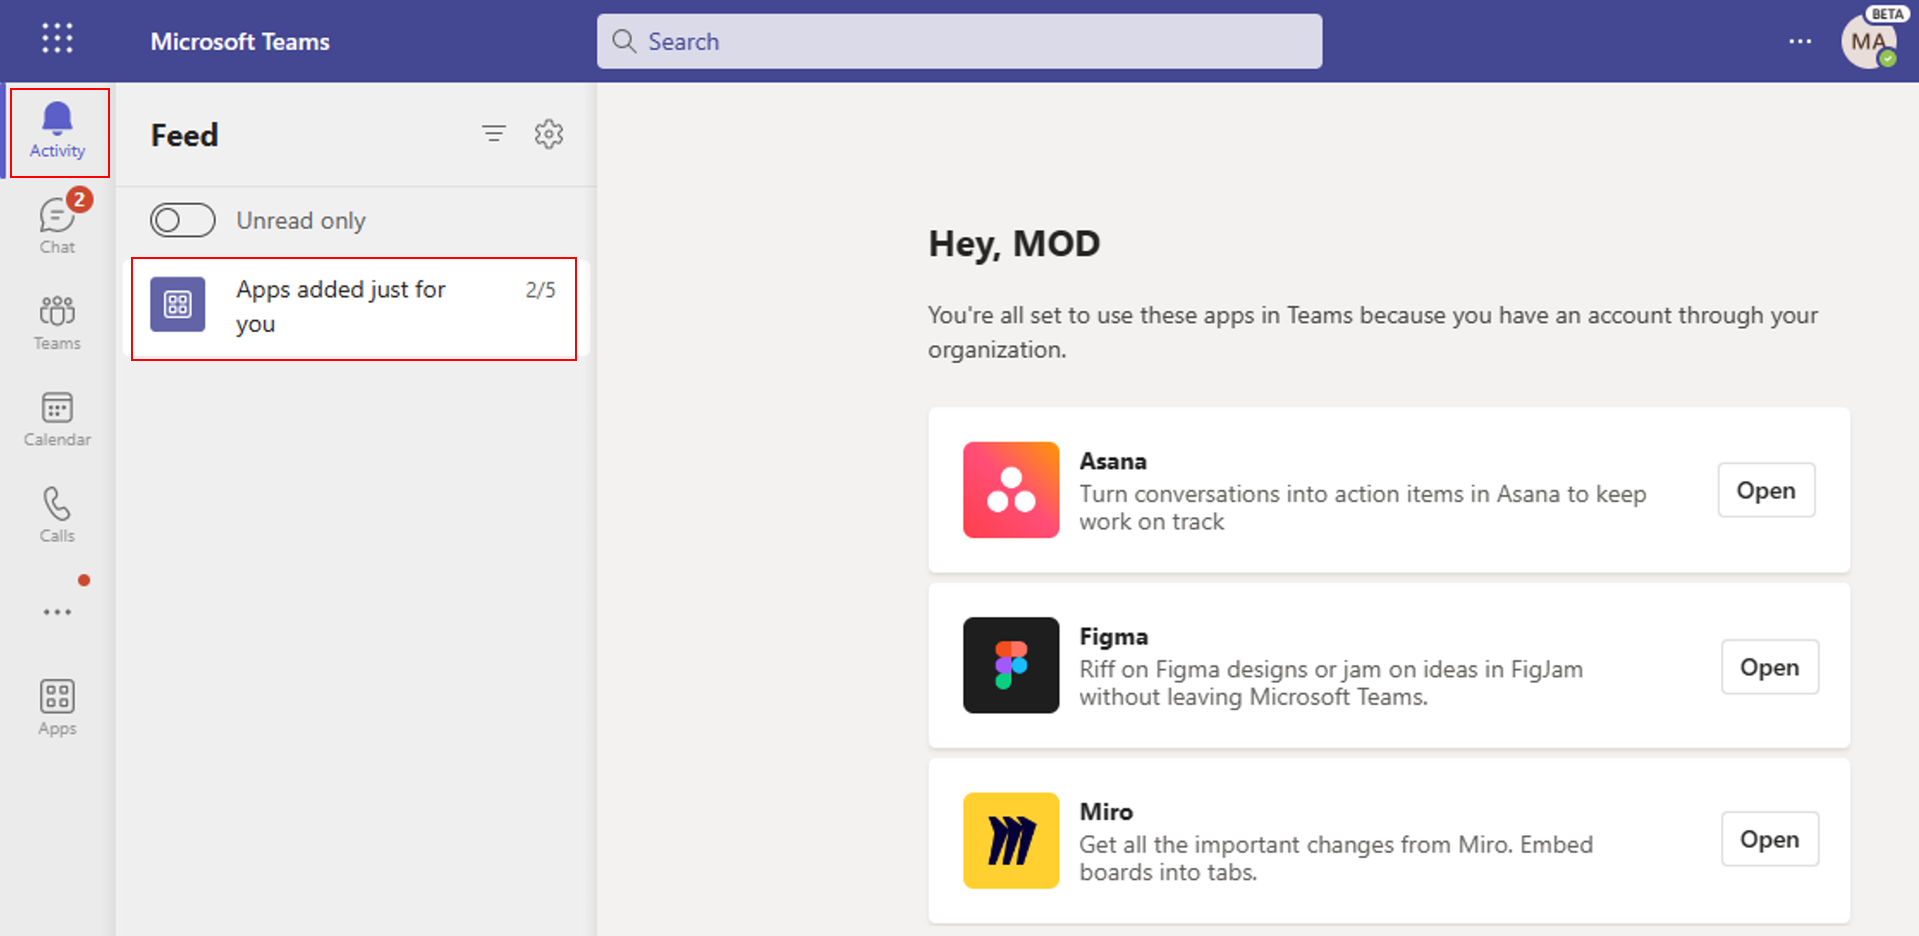 Microsoft Teams
Search
BETA
MA
Activity
2
Chat
Teams
Calendar
Calls
Apps
Feed
Unread only
Apps added just for
you
2/5
Hey, MOD
You're all set to use these apps in Teams because you have an account through your
organization.
Asana
Turn conversations into action items in Asana to keep
work on track
Open
Figma
Riff on Figma designs or jam on ideas in FigJam
without leaving Microsoft Teams.
Open
Miro
Get all the important changes from Miro. Embed
boards into tabs.
Open